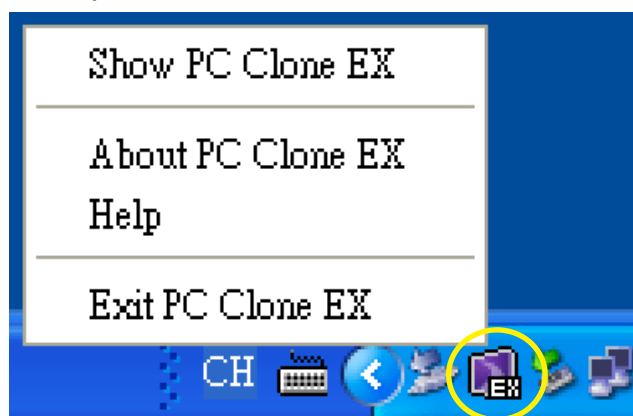 Show PC Clone EX
About PC Clone EX
Help
Exit PC Clone EX
CH
EX